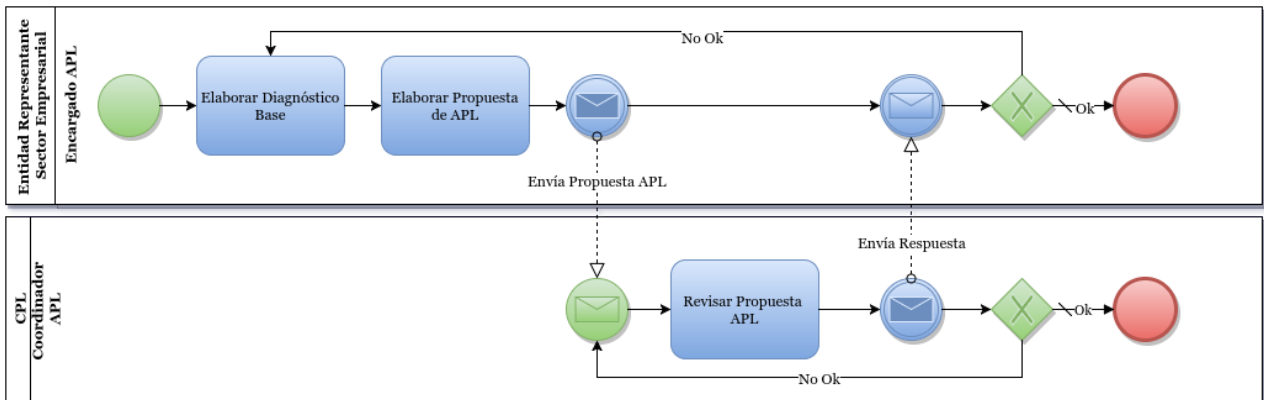 Entidad Representante
Sector Empresarial
Encargado APL
No Ok
Elaborar Diagnóstico
Base
Elaborar Propuesta
de APL
Ok
Envía Propuesta APL
CPL
Coordinador
APL
Envía Respuesta
Revisar Propuesta
APL
Ok
No Ok